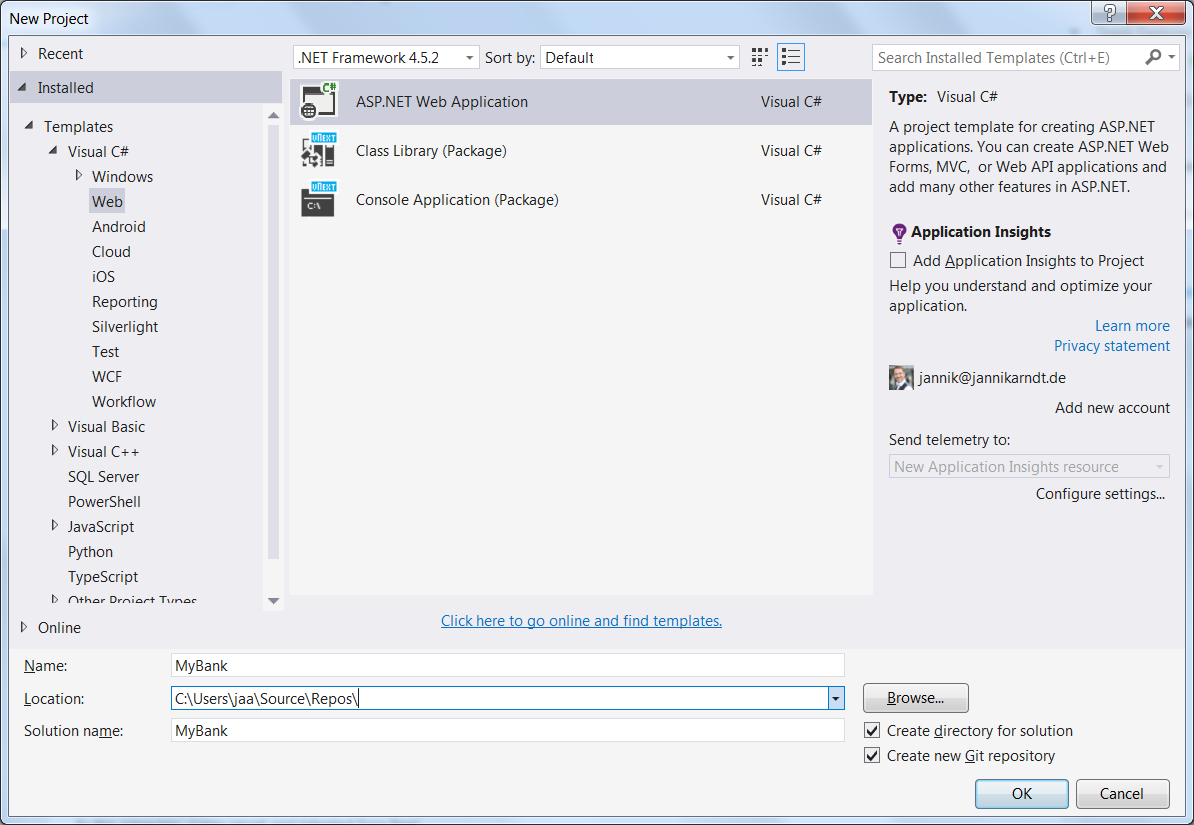 New Project
Recent
Installed
Templates
Visual C#
Windows
Web
Android
Cloud
iOS
Reporting
Silverlight
Test
WCF
Workflow
Visual Basic
Visual C++
SQL Server
PowerShell
JavaScript
Python
TypeScript
Other Project Types
Online
.NET Framework 4.5.2 Sort by: Default
C# ASP.NET Web Application Visual C#
vNEXT Class Library (Package) Visual C#
vNEXT C:\ Console Application (Package) Visual C#
Click here to go online and find templates.
Search Installed Templates (Ctrl+E)
Type: Visual C#
A project template for creating ASP.NET
applications. You can create ASP.NET Web
Forms, MVC, or Web API applications and
add many other features in ASP.NET.
Application Insights
Add Application Insights to Project
Help you understand and optimize your
application.
Learn more
Privacy statement
jannik@jannikarndt.de
Add new account
Send telemetry to:
New Application Insights resource
Configure settings...
Name: MyBank
Location: C:\Users\jaa\Source\Repos\ Browse...
Solution name: MyBank
Create directory for solution
Create new Git repository
OK Cancel